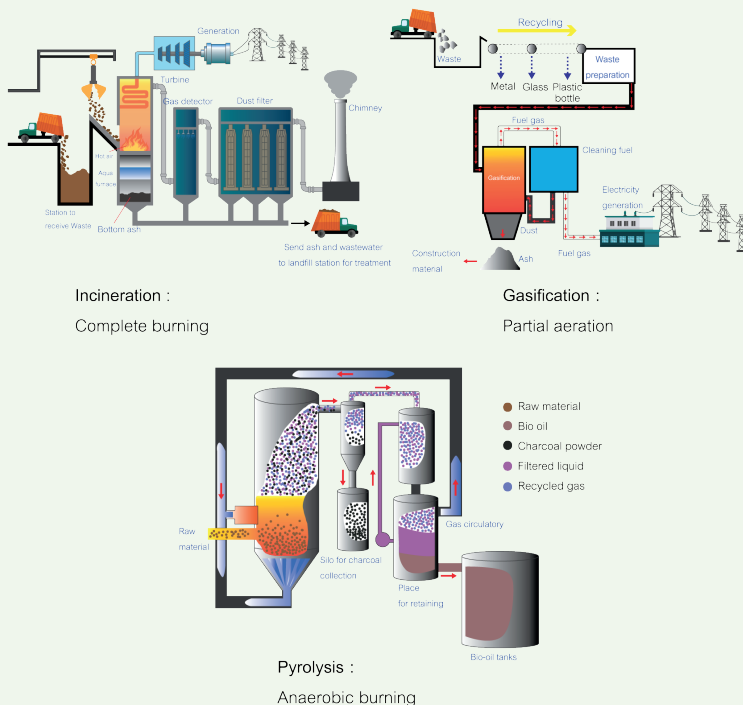 Generation
Turbine
Gas detector
Dust filter
Chimney
Hot air
Aqua
furnace
Station to
receive Waste
Bottom ash
Send ash and wastewater
to landfill station for treatment
Incineration :
Complete burning
Recycling
Waste
Waste
preparation
Metal
Glass
Plastic
bottle
Fuel gas
Cleaning fuel
Gasification
Electricity
generation
Dust
Construction
material
Ash
Fuel gas
Gasification :
Partial aeration
Raw material
Bio oil
Charcoal powder
Filtered liquid
Recycled gas
Raw
material
Gas circulatory
Silo for charcoal
collection
Place
for retaining
Bio-oil tanks
Pyrolysis :
Anaerobic burning